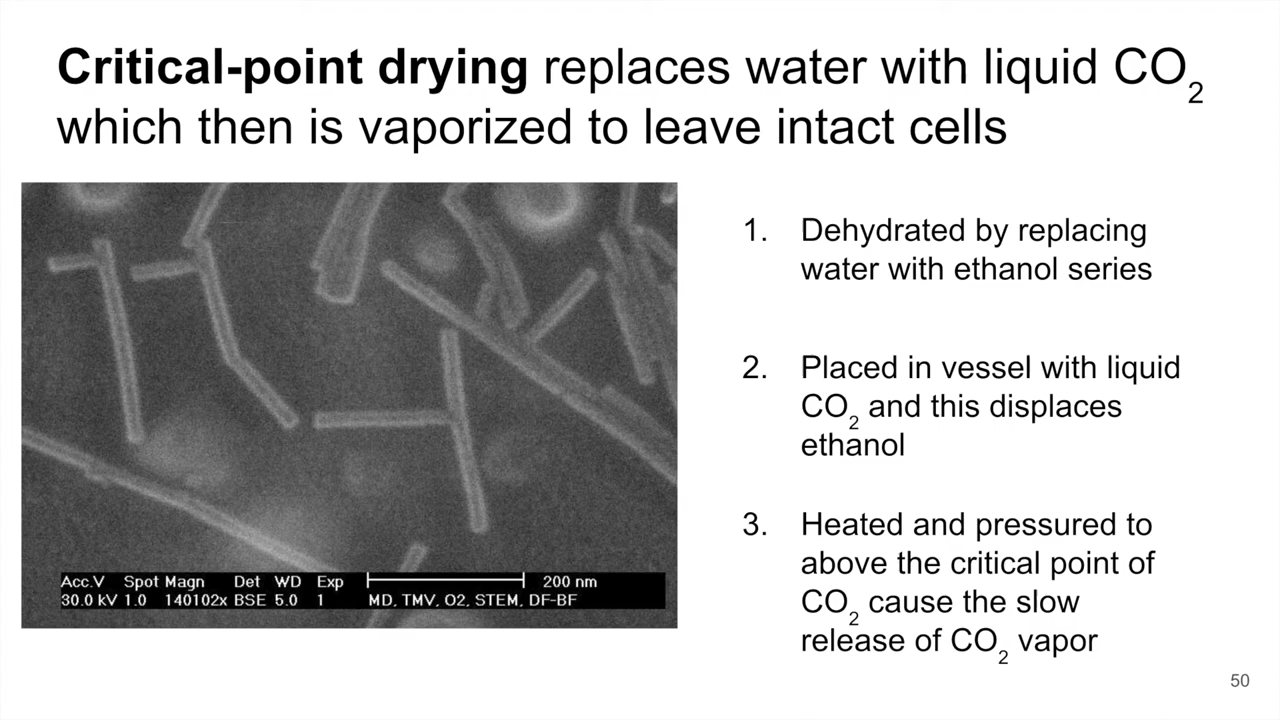 Critical-point drying replaces water with liquid CO2
which then is vaporized to leave intact cells
Acc.V Spot Magn Det WD Exp 200 nm
30.0 kV 1.0 140102x BSE 5.0 1 MD, TMV, O2, STEM, DF-BF
1. Dehydrated by replacing
water with ethanol series
2. Placed in vessel with liquid
CO2 and this displaces
ethanol
3. Heated and pressured to
above the critical point of
CO2 cause the slow
release of CO2 vapor
50